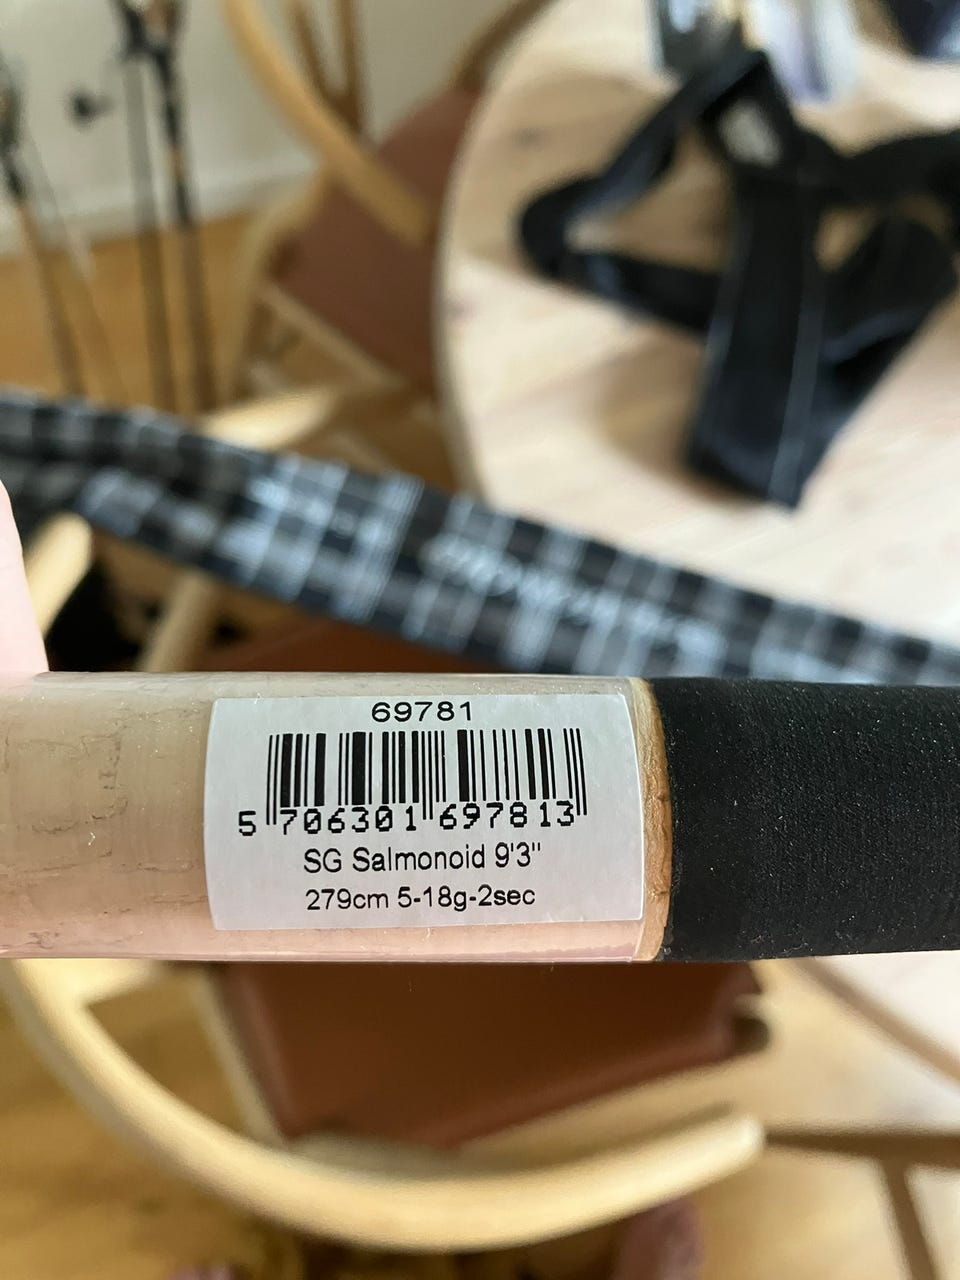 69781
5 706301 697813
SG Salmonoid 9'3"
279cm 5-18g-2sec